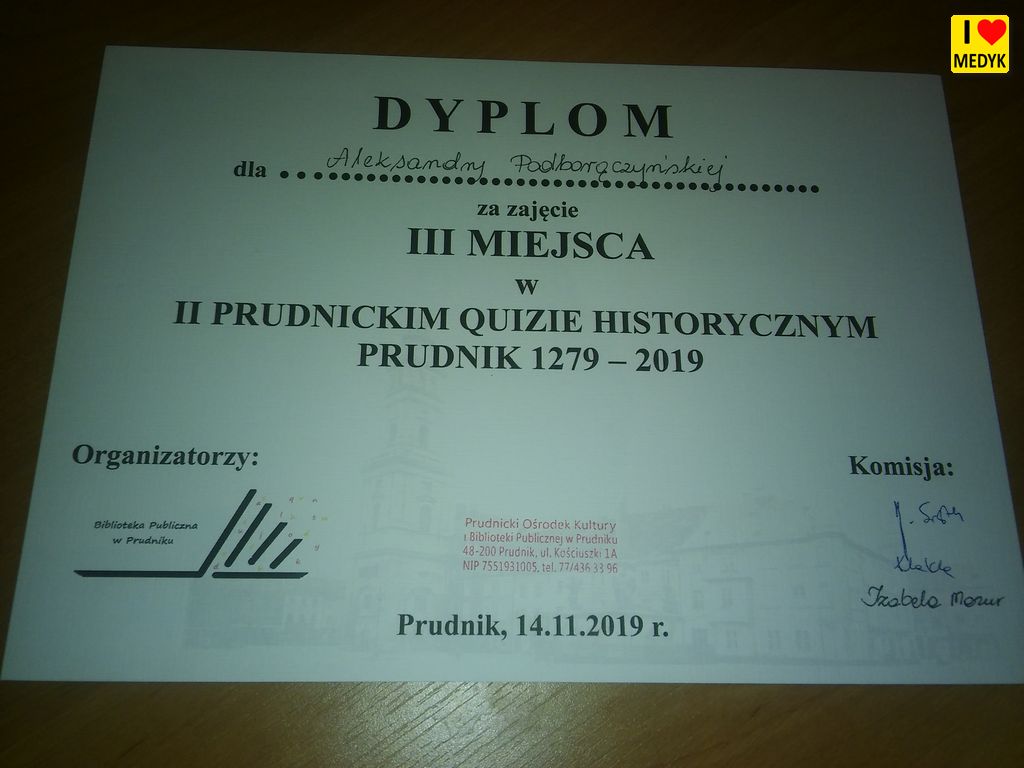 I ❤ MEDYK
DYPLOM
dla Aleksandry Podborączyńskiej
za zajęcie
III MIEJSCA
w
II PRUDNICKIM QUIZIE HISTORYCZNYM
PRUDNIK 1279 – 2019
Organizatorzy:
Komisja:
Biblioteka Publiczna
w Prudniku
Prudnicki Ośrodek Kultury
i Biblioteki Publicznej w Prudniku
48-200 Prudnik, ul. Kościuszki 1A
NIP 7551931005, tel. 77/436 33 96
Izabela Mazur
Prudnik, 14.11.2019 r.